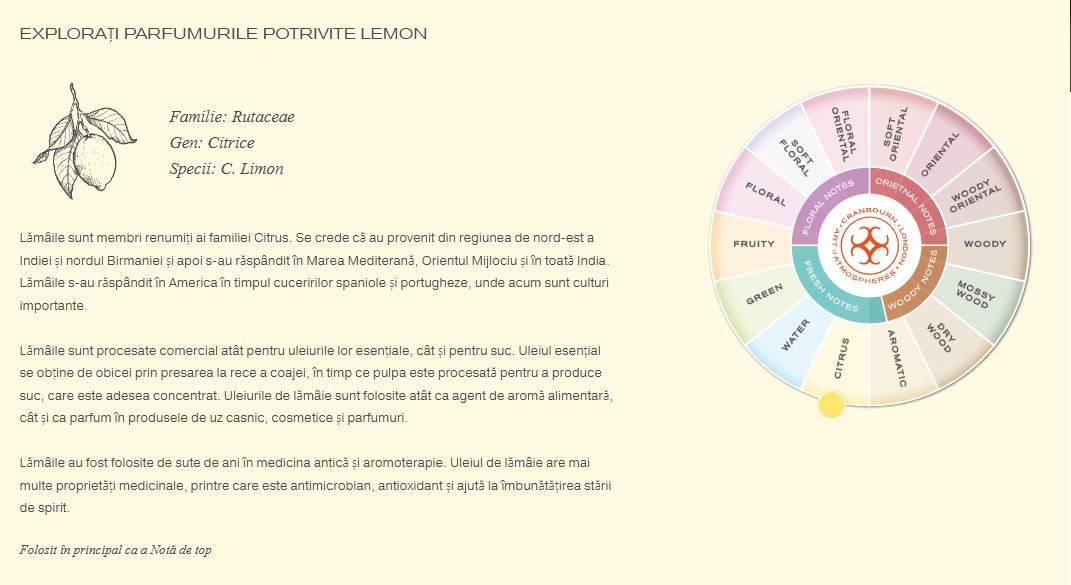 EXPLORAȚI PARFUMURILE POTRIVITE LEMON
Familie: Rutaceae
Gen: Citrice
Specii: C. Limon
Lămâile sunt membri renumiți ai familiei Citrus. Se crede că au provenit din regiunea de nord-est a
Indiei și nordul Birmaniei și apoi s-au răspândit în Marea Mediterană, Orientul Mijlociu și în toată India.
Lămâile s-au răspândit în America în timpul cuceririlor spaniole și portugheze, unde acum sunt culturi
importante.
Lămâile sunt procesate comercial atât pentru uleiurile lor esențiale, cât și pentru suc. Uleiul esențial
se obține de obicei prin presarea la rece a coajei, în timp ce pulpa este procesată pentru a produce
suc, care este adesea concentrat. Uleiurile de lămâie sunt folosite atât ca agent de aromă alimentară,
cât și ca parfum în produsele de uz casnic, cosmetice și parfumuri.
Lămâile au fost folosite de sute de ani în medicina antică și aromoterapie. Uleiul de lămâie are mai
multe proprietăți medicinale, printre care este antimicrobian, antioxidant și ajută la îmbunătățirea stării
de spirit.
Folosit în principal ca a Notă de top
FLORAL
ORIENTAL
SOFT
ORIENTAL
ORIENTAL
WOODY
ORIENTAL
WOODY
MOSSY
WOOD
DRY
WOOD
AROMATIC
CITRUS
WATER
GREEN
FRUITY
FLORAL
SOFT
FLORAL
FLORAL NOTES
ORIETNAL NOTES
WOODY NOTES
FRESH NOTES
CRANBOURN
LONDON
ART of ATMOSPHERES